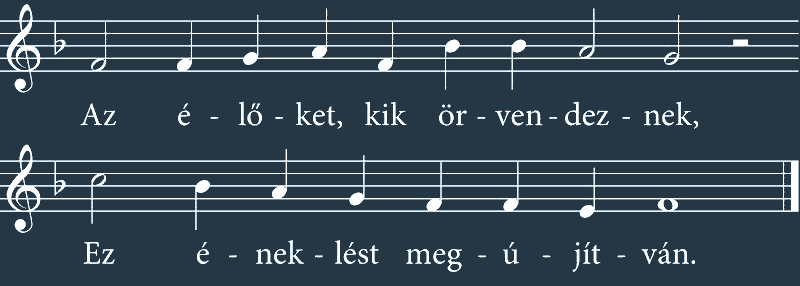 Az é - lő - ket, kik ör - ven - dez - nek,
Ez é - nek - lést meg - ú - jít - ván.